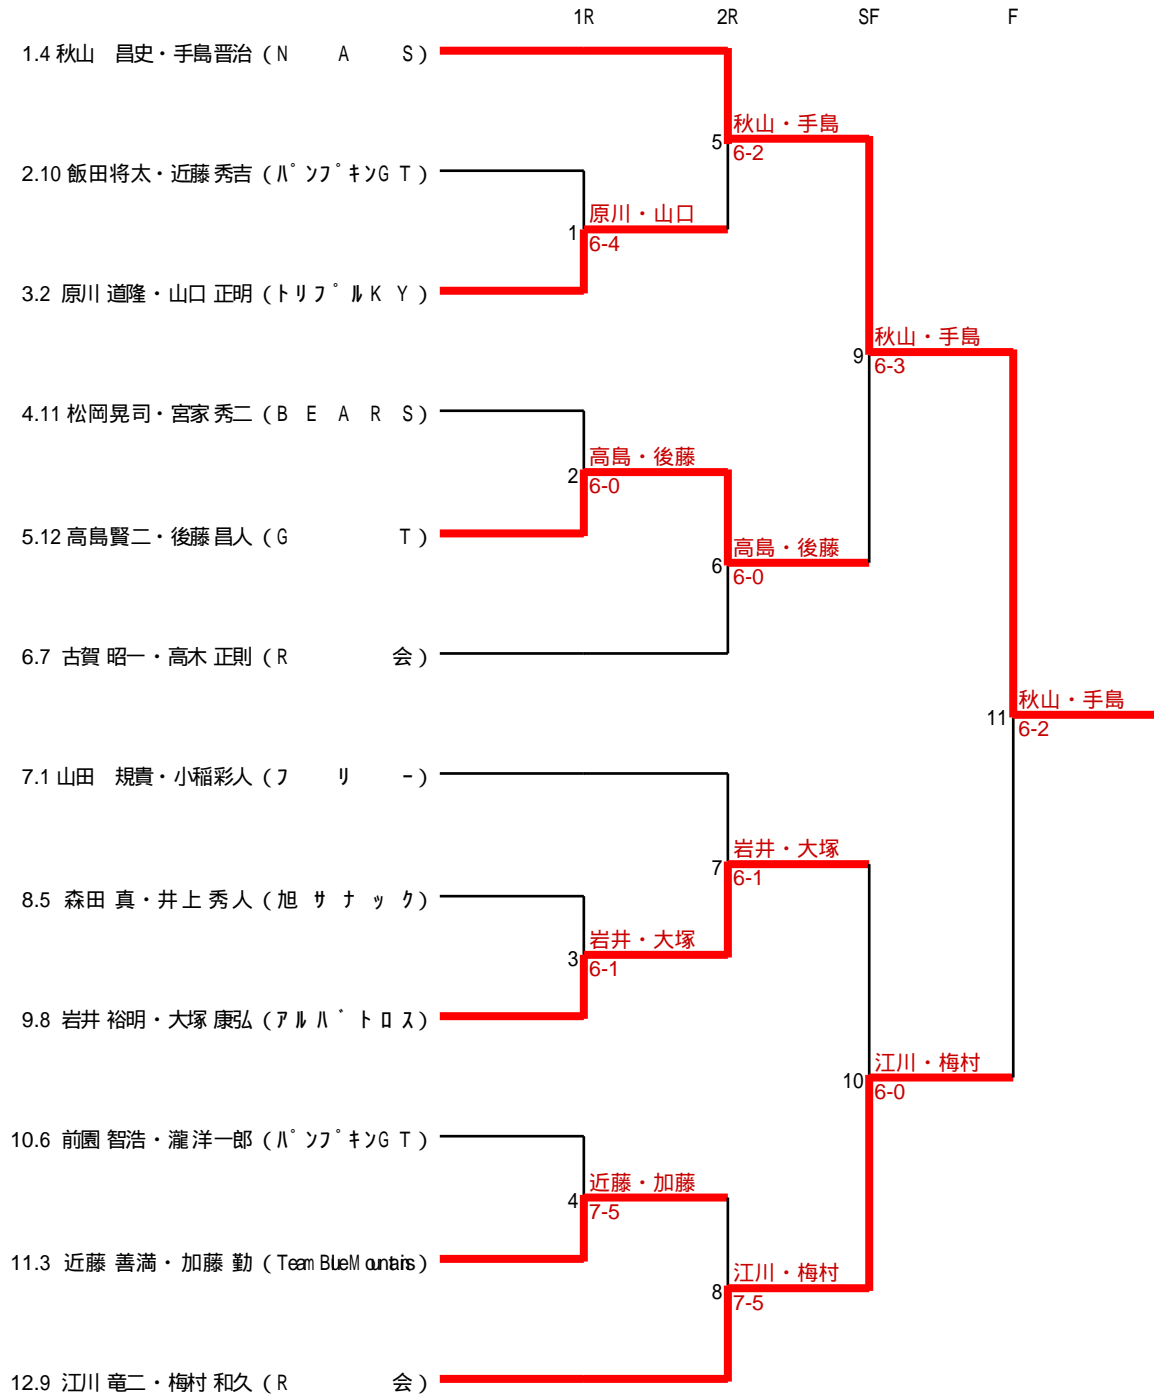 1R 2R SF F
1.4 秋山　昌史・手島晋治 (N A S)
秋山・手島
5
6-2
2.10 飯田将太・近藤 秀吉 (ﾊﾟﾝﾌﾟｷﾝG T)
原川・山口
1
6-4
3.2 原川 道隆・山口 正明 (ﾄﾘﾌﾟﾙK Y)
秋山・手島
9
6-3
4.11 松岡晃司・宮家 秀二 (B E A R S)
高島・後藤
2
6-0
5.12 高島賢二・後藤 昌人 (G T)
高島・後藤
6
6-0
6.7 古賀 昭一・高木 正則 (R 会)
秋山・手島
11
6-2
7.1 山田　規貴・小稲彩人 (ﾌ ﾘ ｰ)
岩井・大塚
7
6-1
8.5 森田 真・井上 秀人 (旭 ｻ ﾅ ｯ ｸ)
岩井・大塚
3
6-1
9.8 岩井 裕明・大塚 康弘 (ｱ ﾙ ﾊﾞ ﾄ ﾛ ｽ)
江川・梅村
10
6-0
10.6 前園 智浩・瀧 洋一郎 (ﾊﾟﾝﾌﾟｷﾝG T)
近藤・加藤
4
7-5
11.3 近藤 善満・加藤 勤 (Team BlueMountains)
江川・梅村
8
7-5
12.9 江川 竜二・梅村 和久 (R 会)